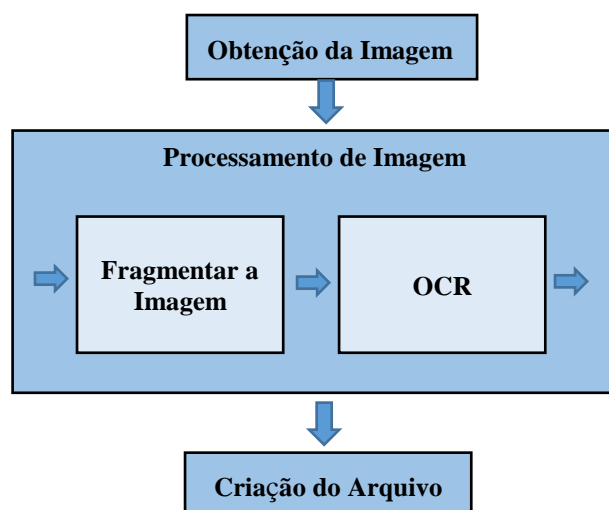 Obtenção da Imagem
Processamento de Imagem
Fragmentar a
Imagem
OCR
Criação do Arquivo